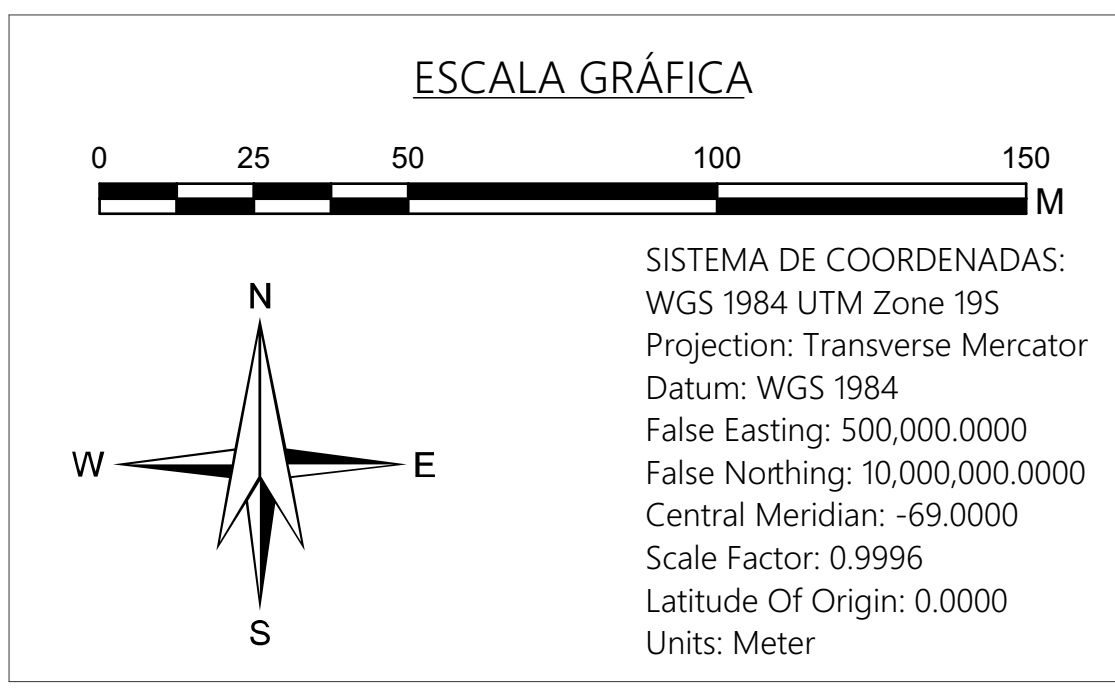 ESCALA GRÁFICA
0 25 50 100 150
M
N
W E
S
SISTEMA DE COORDENADAS:
WGS 1984 UTM Zone 19S
Projection: Transverse Mercator
Datum: WGS 1984
False Easting: 500,000.0000
False Northing: 10,000,000.0000
Central Meridian: -69.0000
Scale Factor: 0.9996
Latitude Of Origin: 0.0000
Units: Meter